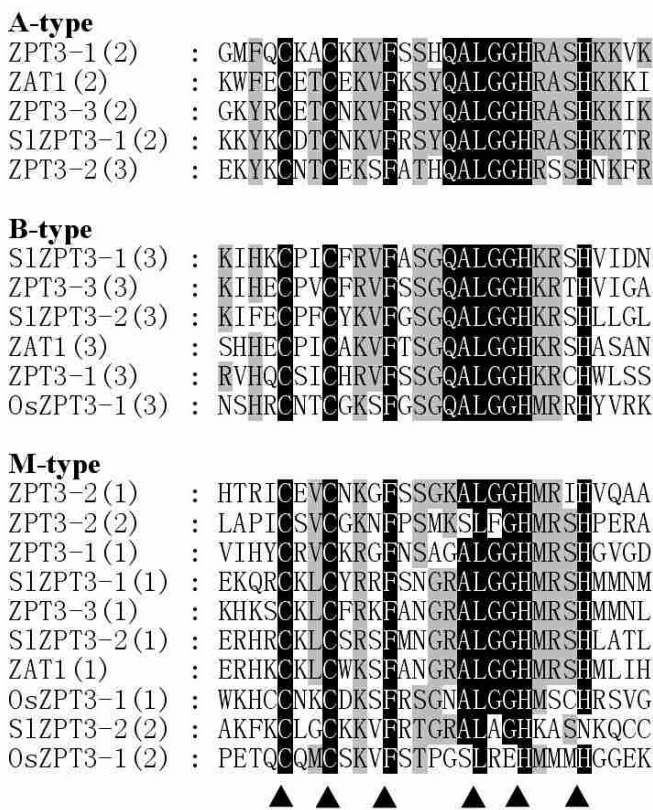 A-type
ZPT3-1(2) : GMFQCKACKKVFSSHQALGGHRASHKKVK
ZAT1(2) : KWFECETCEKVFKSYQALGGHRASHKKKI
ZPT3-3(2) : GKYRCETCNKVFRSYQALGGHRASHKKIK
SlZPT3-1(2) : KKYKCDTCNKVFRSYQALGGHRASHKKTR
ZPT3-2(3) : EKYKCNTCEKSFATHQALGGHRSSHNKFR
B-type
SlZPT3-1(3) : KIHKCPICFRVFASGQALGGHKRSHVIDN
ZPT3-3(3) : KIHECPVCFRVFSSGQALGGHKRTHVIGA
SlZPT3-2(3) : KIFECPFCYKVFGSGQALGGHKRSHLLGL
ZAT1(3) : SHHECPICAKVFTSGQALGGHKRSHASAN
ZPT3-1(3) : RVHQCSICHRVFSSGQALGGHKRCHWLSS
OsZPT3-1(3) : NSHRCNTCGKSFGSGQALGGHMRRHYVRK
M-type
ZPT3-2(1) : HTRICEVCNKGFSSGKALGGHMRIHVQAA
ZPT3-2(2) : LAPICSVCGKNFPSMKSLFGHMRSHPERA
ZPT3-1(1) : VIHYCRVCKRGFNSAGALGGHMRSHGVGD
SlZPT3-1(1) : EKQRCKLCYRRFSNGRALGGHMRSHMMNM
ZPT3-3(1) : KHKSCKLCFRKFANGRALGGHMRSHMMNL
SlZPT3-2(1) : ERHRCKLCSRSFMNGRALGGHMRSHLATL
ZAT1(1) : ERHKCKLCWKSFANGRALGGHMRSHMLIH
OsZPT3-1(1) : WKHCCNKCDKSFRSGNALGGHMSCHRSVG
SlZPT3-2(2) : AKFKCLGCKKVFRTGRALAGHKASNKQCC
OsZPT3-1(2) : PETQCQMCSKVFSTPGSLREHMMMHGGEK